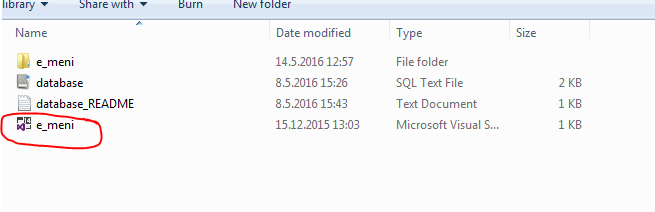 library Share with Burn New folder
Name Date modified Type Size
e_meni 14.5.2016 12:57 File folder
database 8.5.2016 15:26 SQL Text File 2 KB
database_README 8.5.2016 15:43 Text Document 1 KB
e_meni 15.12.2015 13:03 Microsoft Visual S... 1 KB